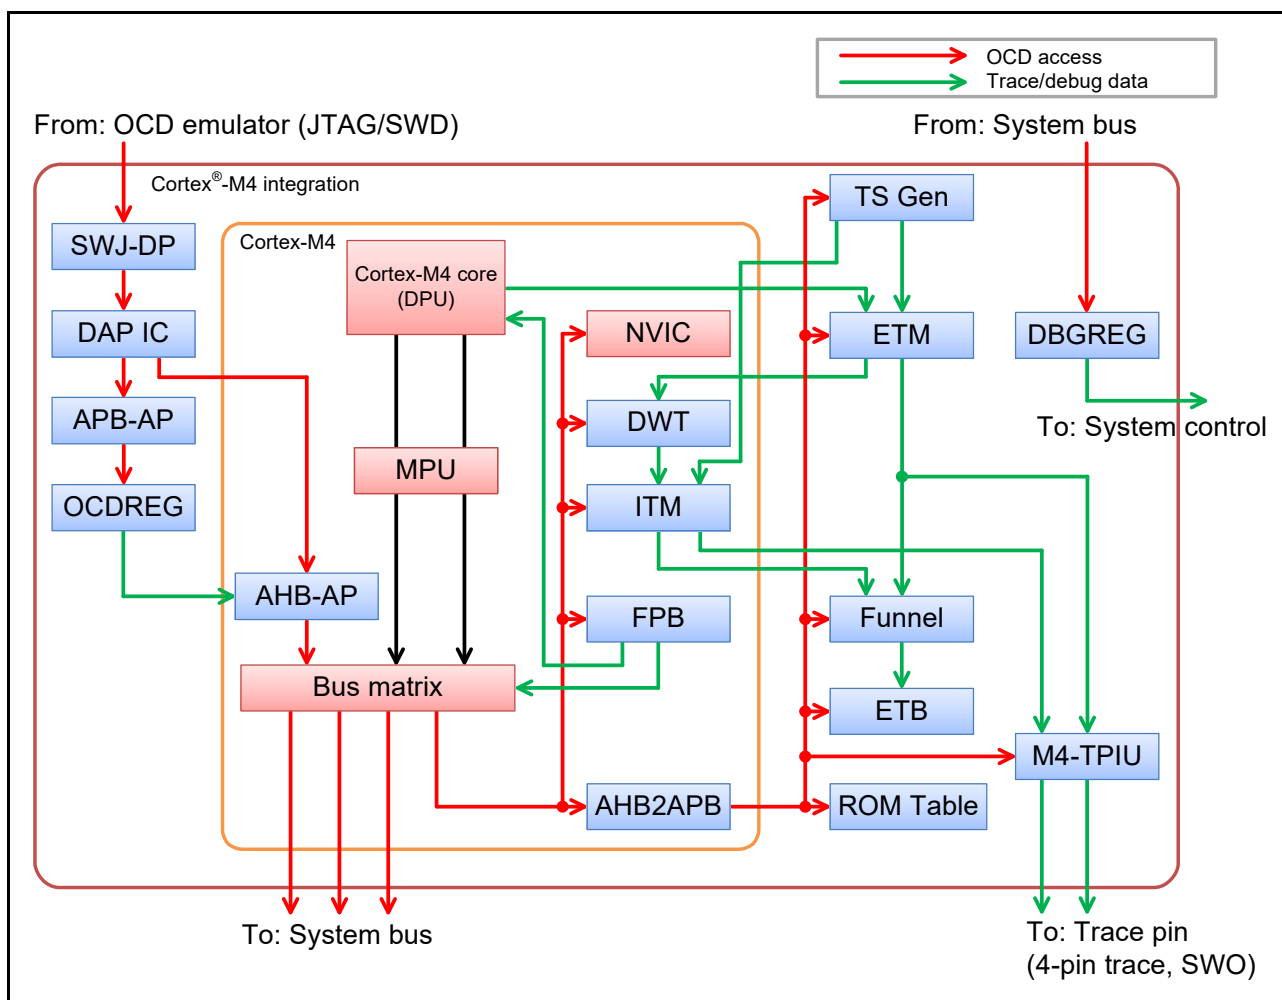 OCD access
Trace/debug data
From: OCD emulator (JTAG/SWD)
From: System bus
Cortex®-M4 integration
TS Gen
SWJ-DP
Cortex-M4
Cortex-M4 core
(DPU)
DAP IC
NVIC
ETM
DBGREG
APB-AP
DWT
To: System control
MPU
OCDREG
ITM
AHB-AP
FPB
Funnel
Bus matrix
ETB
M4-TPIU
AHB2APB
ROM Table
To: System bus
To: Trace pin
(4-pin trace, SWO)